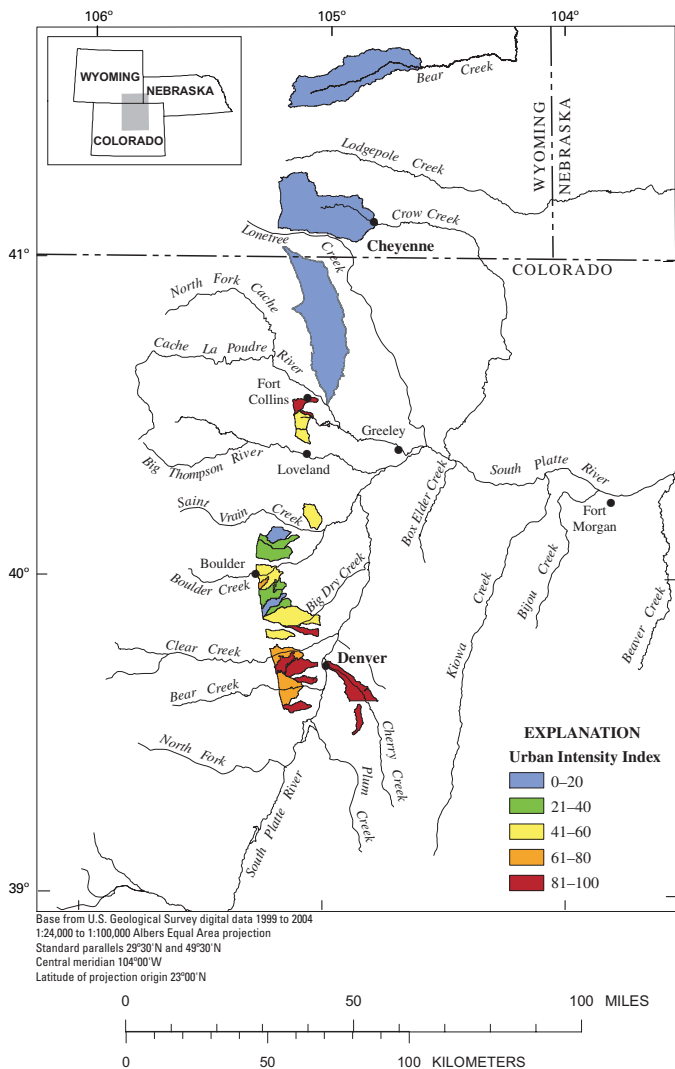 106°
105°
104°
WYOMING
NEBRASKA
COLORADO
Bear Creek
WYOMING
NEBRASKA
Lodgepole Creek
Crow Creek
Cheyenne
Lonetree
Creek
41°
COLORADO
North Fork Cache
Cache La Poudre
River
Fort
Collins
Greeley
Big Thompson River
Loveland
South Platte River
Fort
Morgan
Box Elder Creek
Saint
Vrain Creek
Boulder
40°
Boulder Creek
Big Dry Creek
Kiowa Creek
Bijou Creek
Beaver Creek
Clear Creek
Denver
Bear Creek
Cherry Creek
North Fork
Plum
Creek
South Platte River
39°
EXPLANATION
Urban Intensity Index
0–20
21–40
41–60
61–80
81–100
Base from U.S. Geological Survey digital data 1999 to 2004
1:24,000 to 1:100,000 Albers Equal Area projection
Standard parallels 29°30'N and 49°30'N
Central meridian 104°00'W
Latitude of projection origin 23°00'N
0 50 100 MILES
0 50 100 KILOMETERS